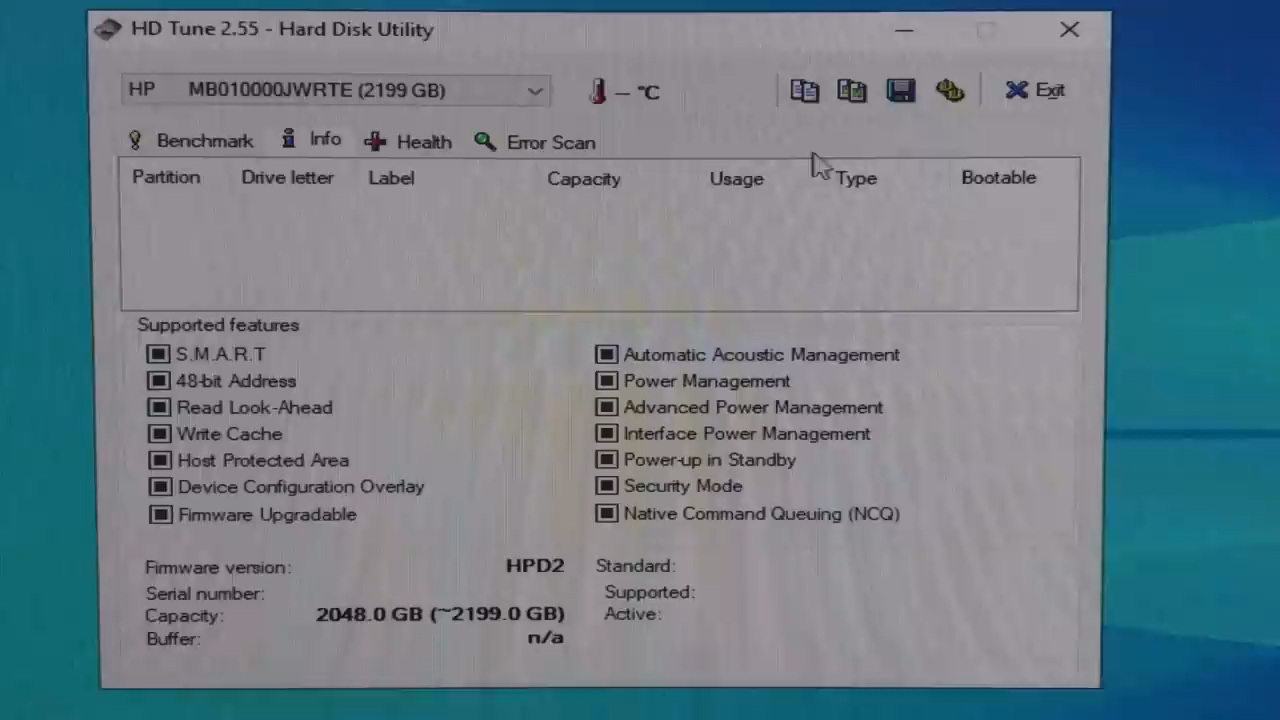 HD Tune 2.55 - Hard Disk Utility
HP MB010000JWRTE (2199 GB)
– °C
Exit
Benchmark Info Health Error Scan
Partition Drive letter Label Capacity Usage Type Bootable
Supported features
S.M.A.R.T Automatic Acoustic Management
48-bit Address Power Management
Read Look-Ahead Advanced Power Management
Write Cache Interface Power Management
Host Protected Area Power-up in Standby
Device Configuration Overlay Security Mode
Firmware Upgradable Native Command Queuing (NCQ)
Firmware version: HPD2 Standard:
Serial number: Supported:
Capacity: 2048.0 GB (~2199.0 GB) Active:
Buffer: n/a